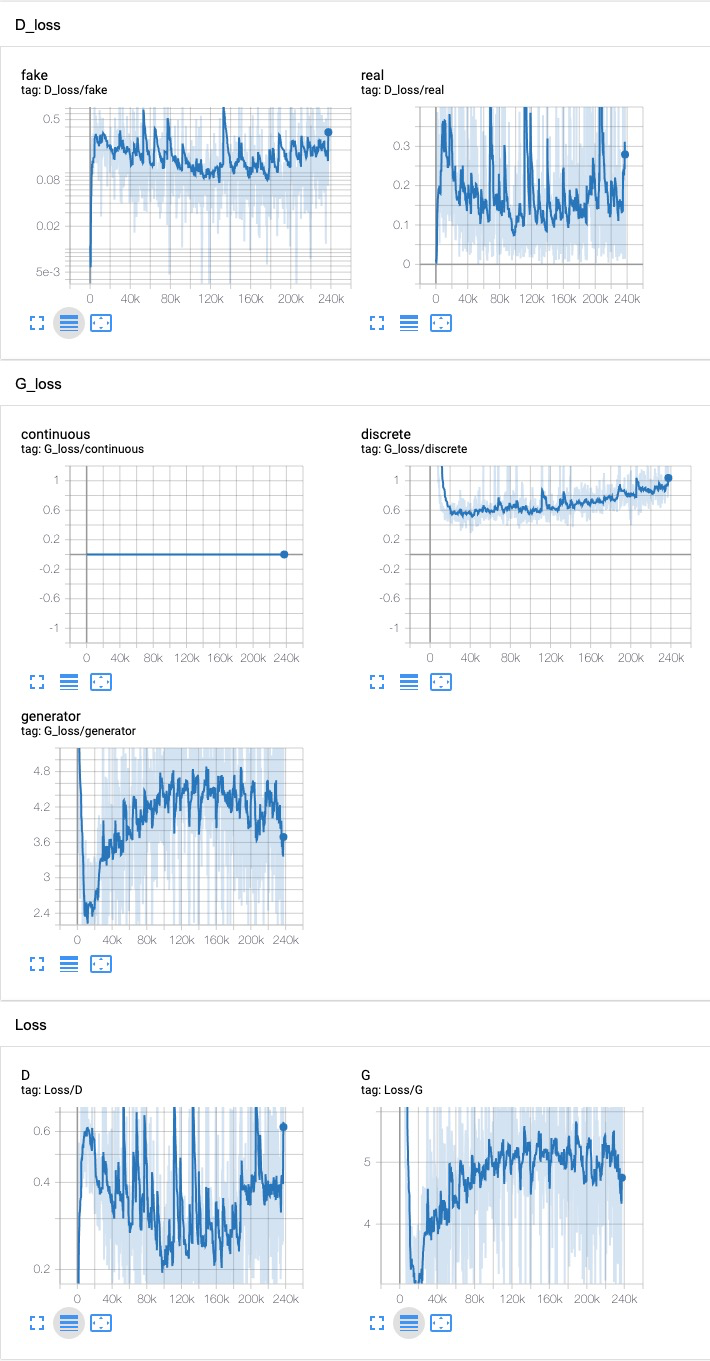 D_loss
fake
tag: D_loss/fake
0.5
0.08
0.02
5e-3
0 40k 80k 120k 160k 200k 240k
real
tag: D_loss/real
0.3
0.2
0.1
0
0 40k 80k 120k 160k 200k 240k
G_loss
continuous
tag: G_loss/continuous
1
0.6
0.2
-0.2
-0.6
-1
0 40k 80k 120k 160k 200k 240k
discrete
tag: G_loss/discrete
1
0.6
0.2
-0.2
-0.6
-1
0 40k 80k 120k 160k 200k 240k
generator
tag: G_loss/generator
4.8
4.2
3.6
3
2.4
0 40k 80k 120k 160k 200k 240k
Loss
D
tag: Loss/D
0.6
0.4
0.2
0 40k 80k 120k 160k 200k 240k
G
tag: Loss/G
5
4
0 40k 80k 120k 160k 200k 240k